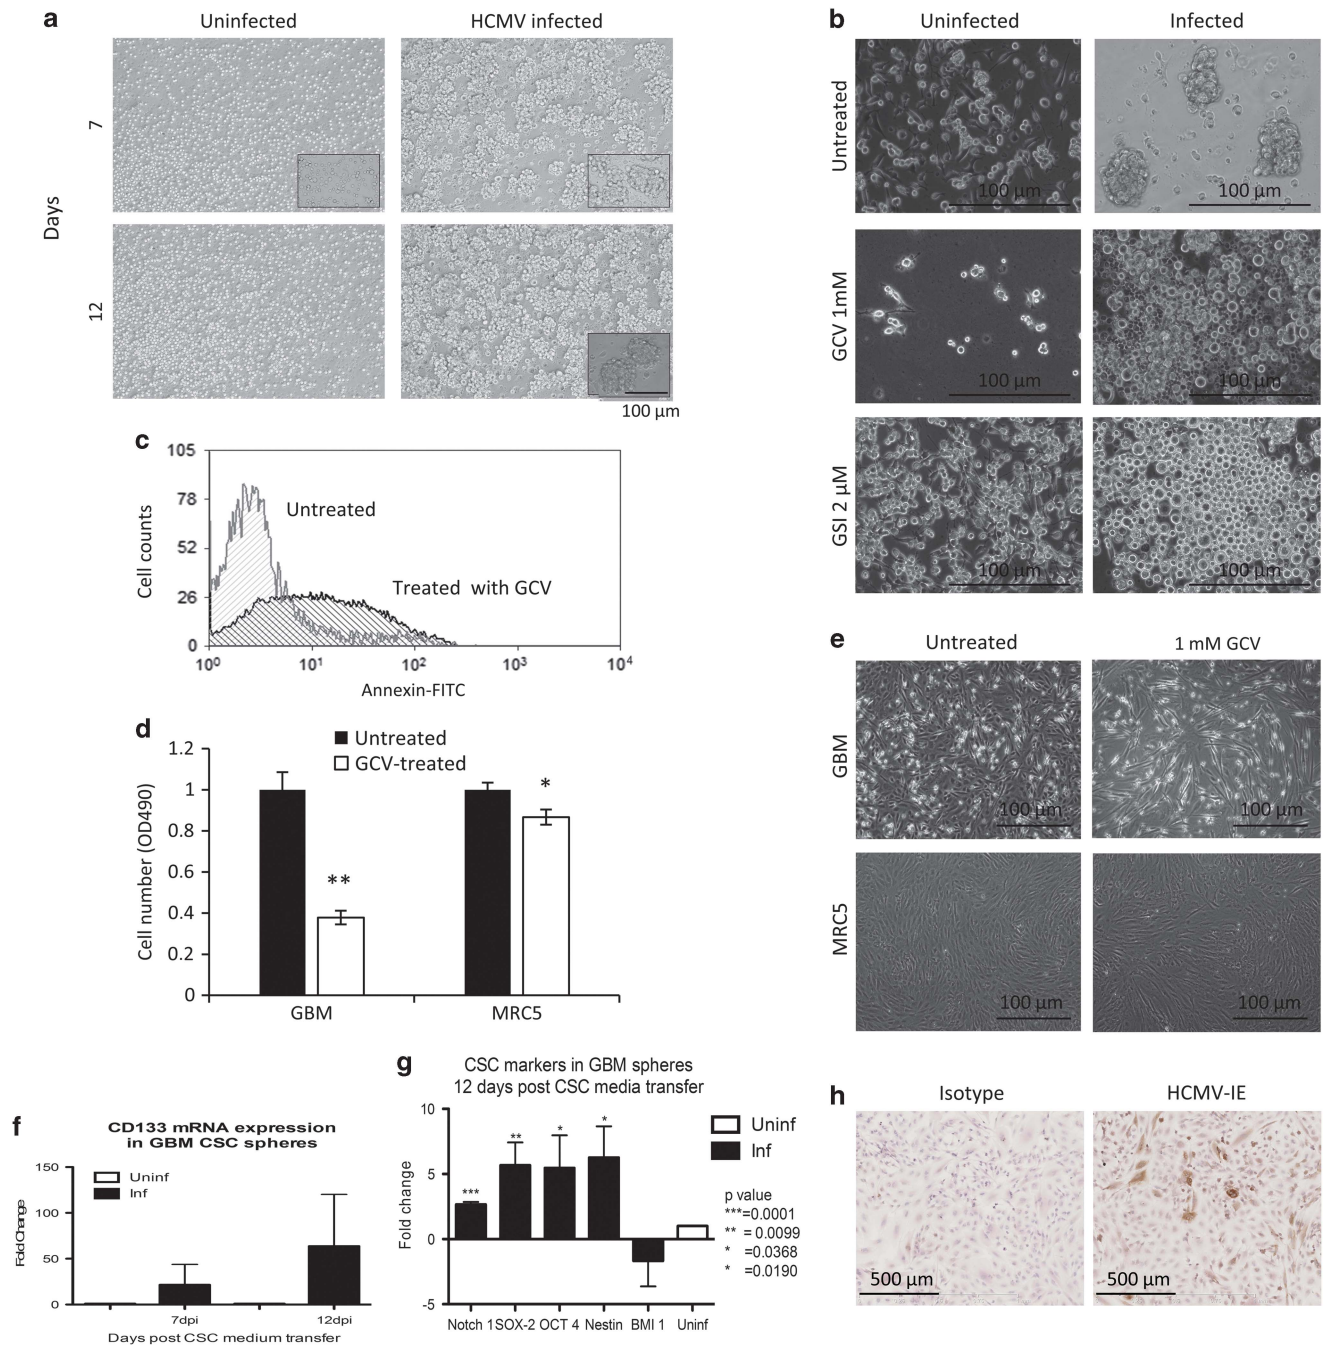 a
Uninfected
HCMV infected
Days
7
12
100 µm
b
Uninfected
Infected
Untreated
100 µm
100 µm
GCV 1mM
100 µm
100 µm
GSI 2 µM
100 µm
100 µm
c
Cell counts
105
78
52
26
0
Untreated
Treated with GCV
10⁰
10¹
10²
10³
10⁴
Annexin-FITC
d
Untreated
GCV-treated
Cell number (OD490)
1.2
1
0.8
0.6
0.4
0.2
0
**
*
GBM
MRC5
e
Untreated
1 mM GCV
GBM
100 µm
100 µm
MRC5
100 µm
100 µm
f
CD133 mRNA expression
in GBM CSC spheres
Uninf
Inf
Fold Change
150
100
50
0
7dpi
12dpi
Days post CSC medium transfer
g
CSC markers in GBM spheres
12 days post CSC media transfer
Fold change
10
5
0
-5
***
**
*
*
Uninf
Inf
p value
***=0.0001
** = 0.0099
* =0.0368
* =0.0190
Notch 1 SOX-2 OCT 4 Nestin BMI 1 Uninf
h
Isotype
HCMV-IE
500 µm
500 µm